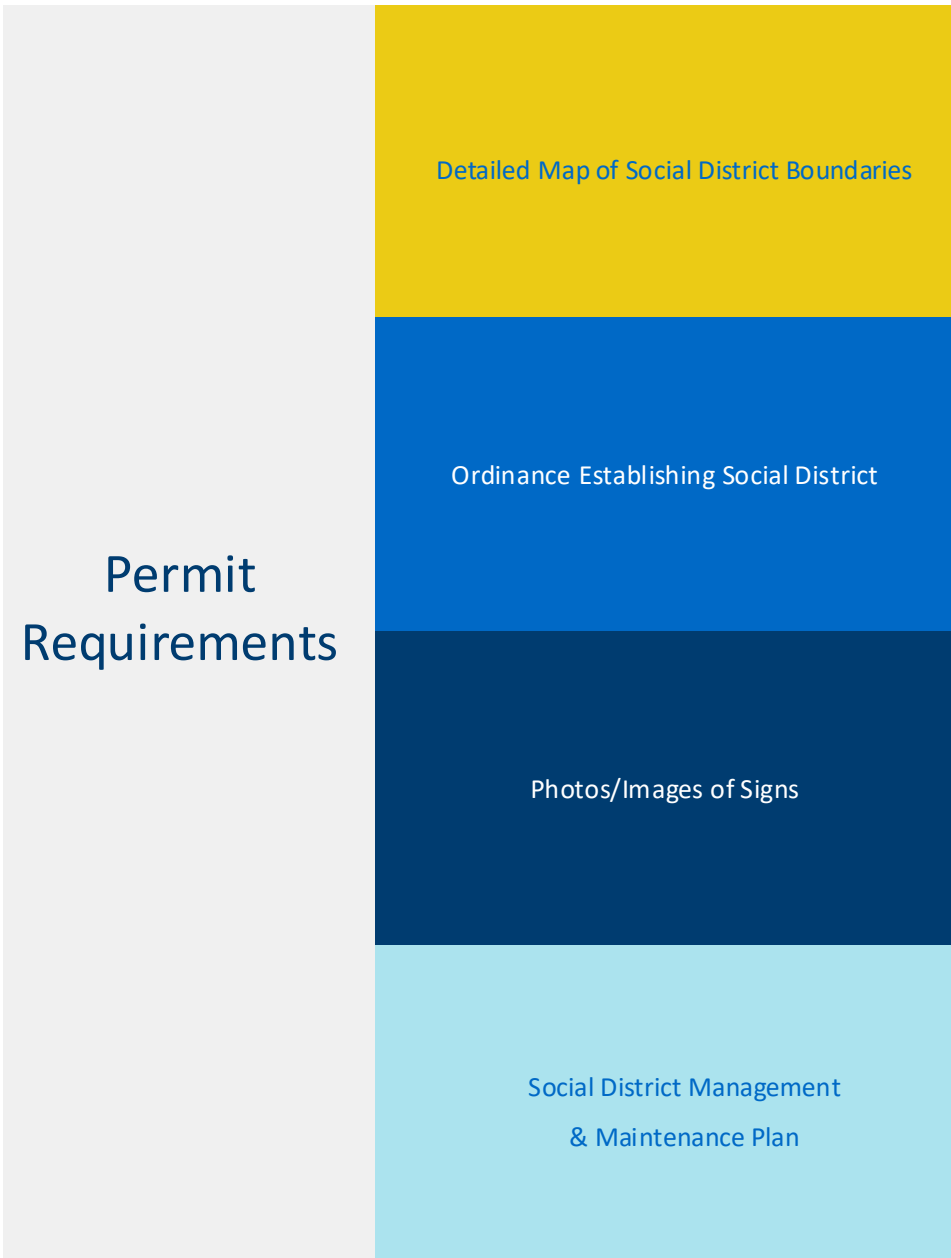 Permit
Requirements
Detailed Map of Social District Boundaries
Ordinance Establishing Social District
Photos/Images of Signs
Social District Management
& Maintenance Plan